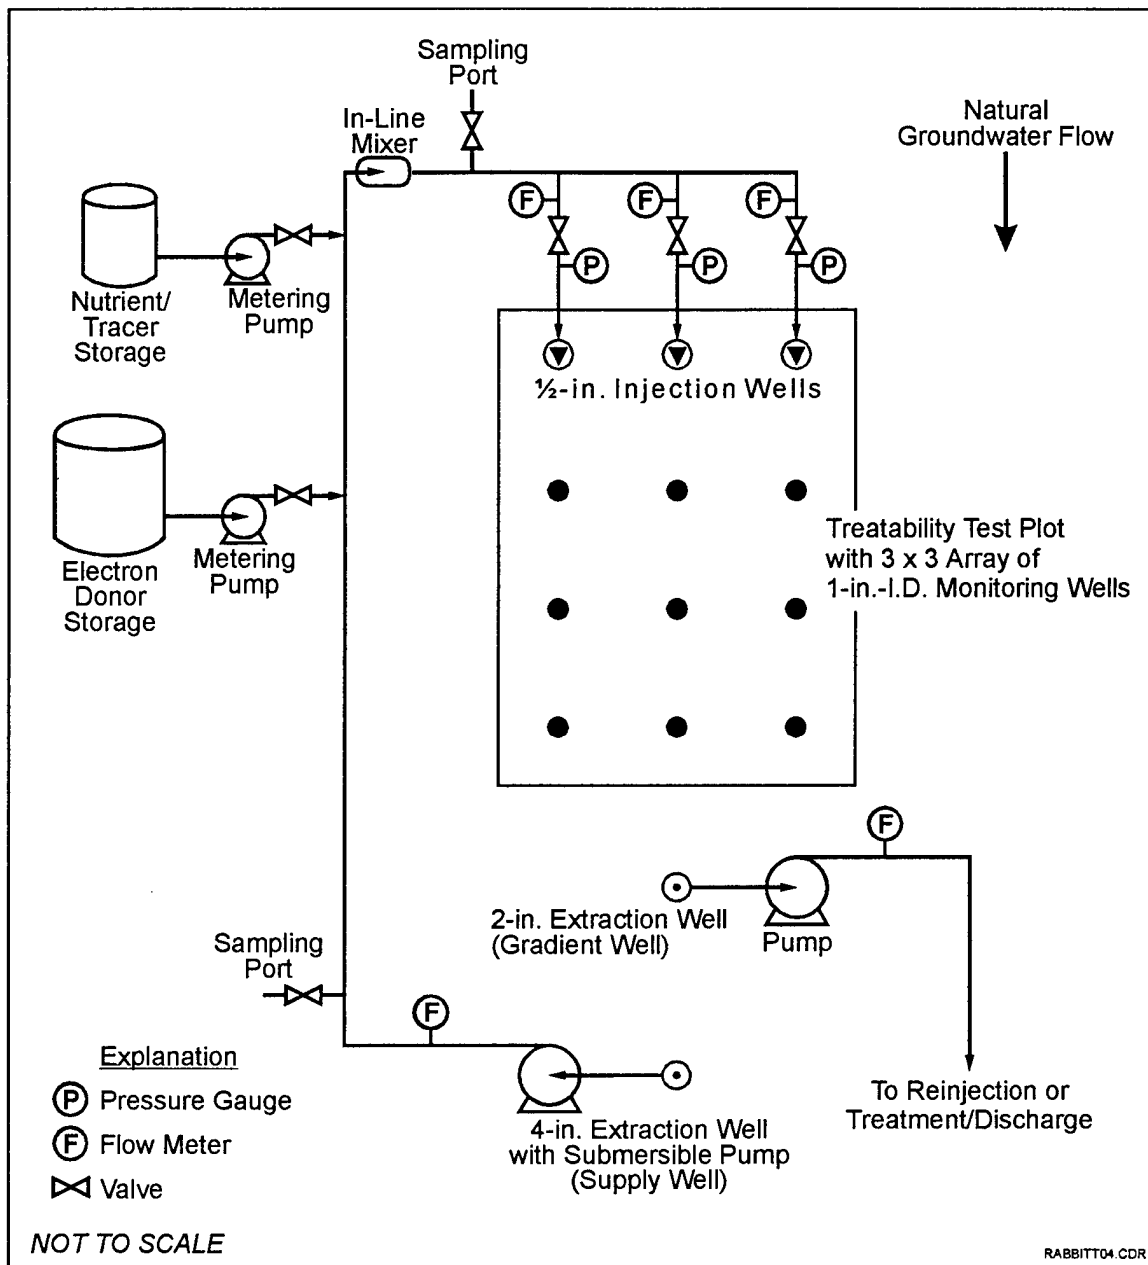 Sampling
Port
In-Line
Mixer
Natural
Groundwater Flow
F
F
F
P
P
P
Nutrient/
Tracer
Storage
Metering
Pump
½-in. Injection Wells
Electron
Donor
Storage
Metering
Pump
Treatability Test Plot
with 3 x 3 Array of
1-in.-I.D. Monitoring Wells
F
2-in. Extraction Well
(Gradient Well)
Pump
Sampling
Port
F
4-in. Extraction Well
with Submersible Pump
(Supply Well)
To Reinjection or
Treatment/Discharge
Explanation
P Pressure Gauge
F Flow Meter
Valve
NOT TO SCALE
RABBITT04.CDR